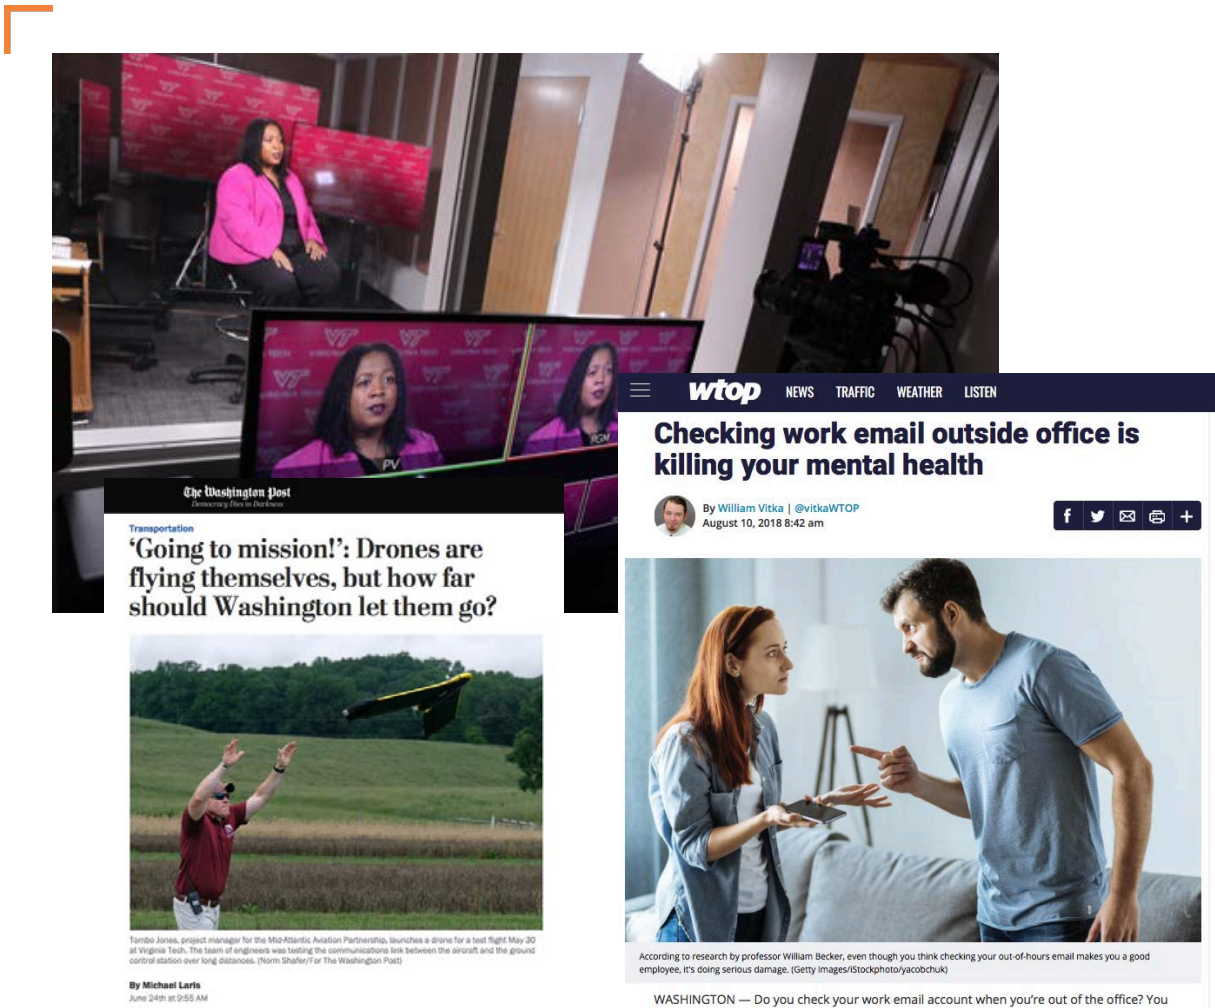 VT
VT
VT
VIRGINIA TECH
VT
PV
PGM
wtop
NEWS TRAFFIC WEATHER LISTEN
Checking work email outside office is
killing your mental health
By William Vitka | @vitkaWTOP
August 10, 2018 8:42 am
f
+
According to research by professor William Becker, even though you think checking your out-of-hours email makes you a good
employee, it's doing serious damage. (Getty Images/iStockphoto/yacobchuk)
WASHINGTON — Do you check your work email account when you're out of the office? You
The Washington Post
Democracy Dies in Darkness
Transportation
‘Going to mission!’: Drones are
flying themselves, but how far
should Washington let them go?
Tombo Jones, project manager for the Mid-Atlantic Aviation Partnership, launches a drone for a test flight May 30
at Virginia Tech. The team of engineers was testing the communications link between the aircraft and the ground
control station over long distances. (Norm Shafer/For The Washington Post)
By Michael Laris
June 24th at 9:55 AM